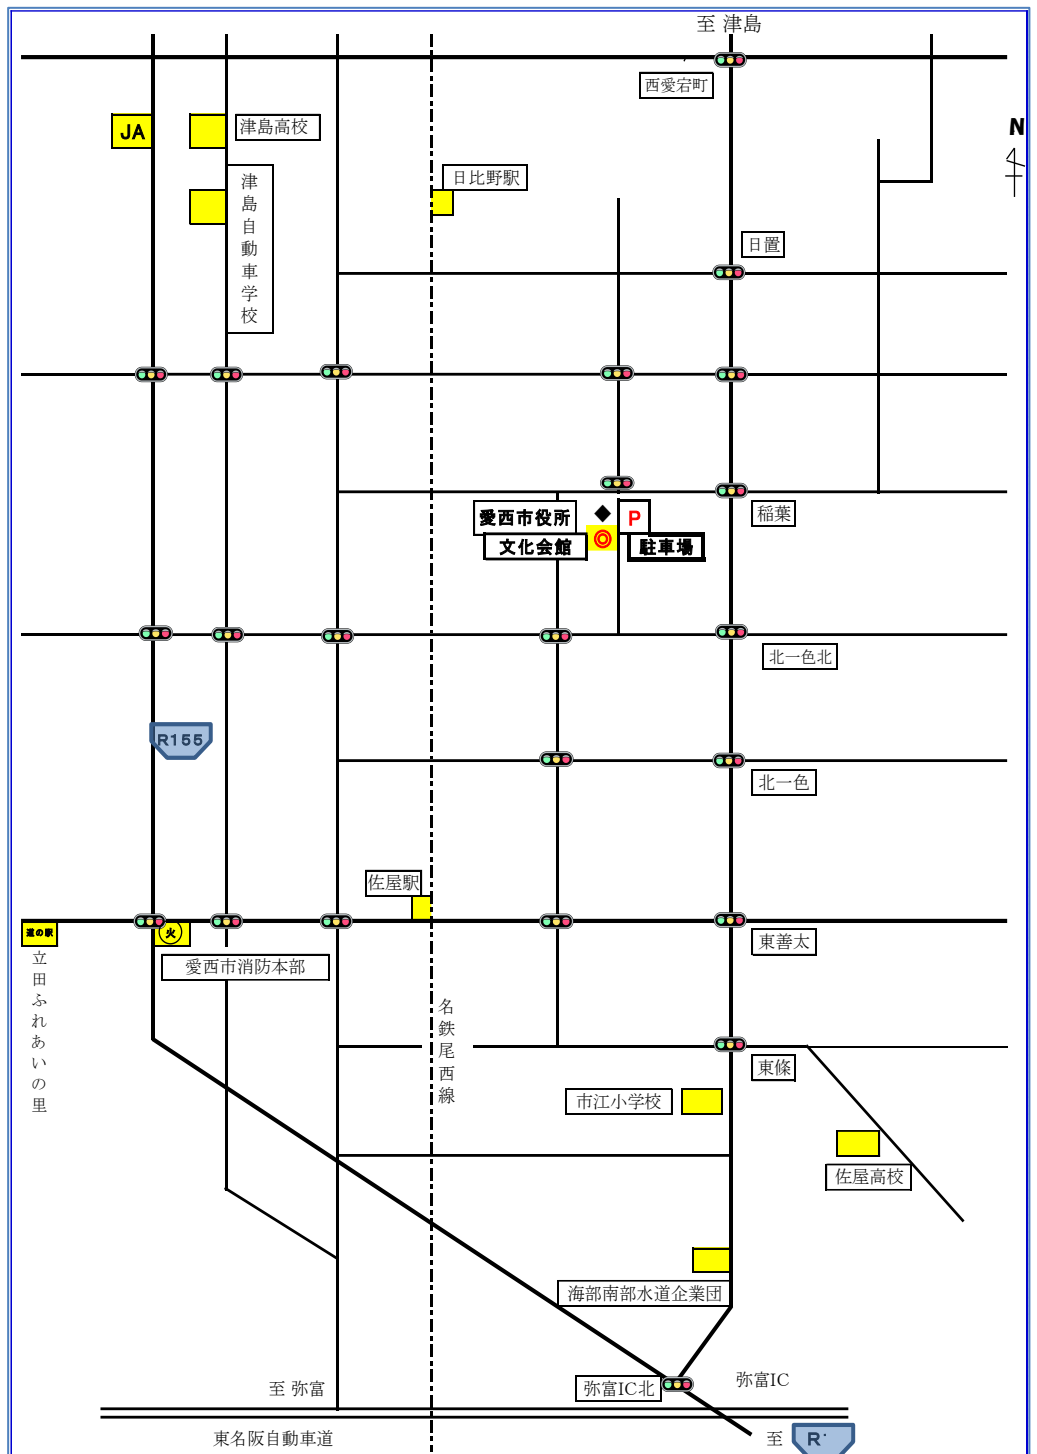 至 津島
西愛宕町
JA
津島高校
N
津島自動車学校
日比野駅
日置
愛西市役所
P
稲葉
文化会館
駐車場
北一色北
R155
北一色
佐屋駅
道の駅
火
東善太
愛西市消防本部
立田ふれあいの里
名鉄尾西線
東條
市江小学校
佐屋高校
海部南部水道企業団
至 弥富
弥富IC北
弥富IC
東名阪自動車道
至
R